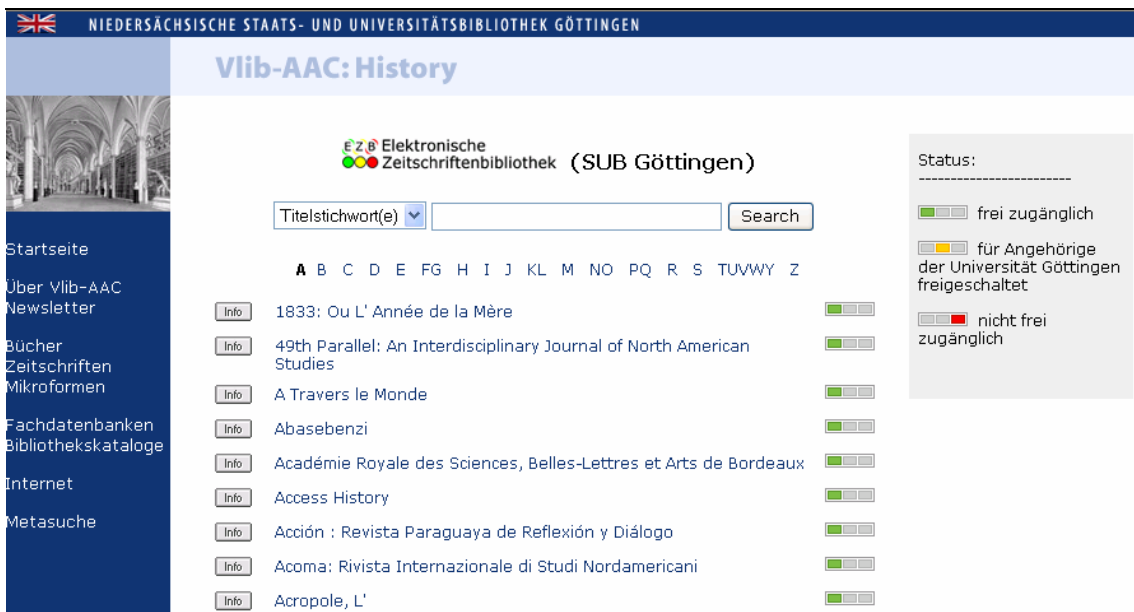 NIEDERSÄCHSISCHE STAATS- UND UNIVERSITÄTSBIBLIOTHEK GÖTTINGEN
Vlib-AAC: History
EZB Elektronische
Zeitschriftenbibliothek (SUB Göttingen)
Titelstichwort(e) Search
A B C D E FG H I J KL M NO PQ R S TUVWY Z
Info 1833: Ou L' Année de la Mère
Info 49th Parallel: An Interdisciplinary Journal of North American
Studies
Info A Travers le Monde
Info Abasebenzi
Info Académie Royale des Sciences, Belles-Lettres et Arts de Bordeaux
Info Access History
Info Acción : Revista Paraguaya de Reflexión y Diálogo
Info Acoma: Rivista Internazionale di Studi Nordamericani
Info Acropole, L'
Startseite
Über Vlib-AAC
Newsletter
Bücher
Zeitschriften
Mikroformen
Fachdatenbanken
Bibliothekskataloge
Internet
Metasuche
Status:
------------------------
frei zugänglich
für Angehörige
der Universität Göttingen
freigeschaltet
nicht frei
zugänglich